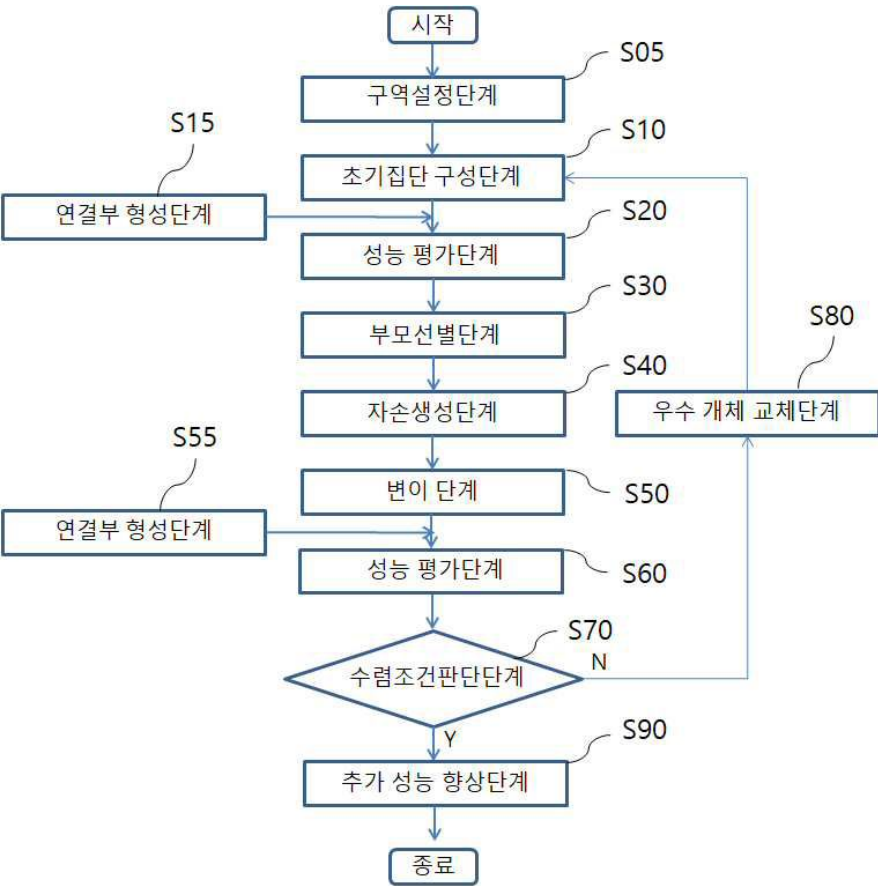 시작
S05
구역설정단계
S15
S10
초기집단 구성단계
연결부 형성단계
S20
성능 평가단계
S30
부모선별단계
S80
S40
자손생성단계
우수 개체 교체단계
S55
변이 단계
S50
연결부 형성단계
성능 평가단계
S60
S70
수렴조건판단단계
N
Y
S90
추가 성능 향상단계
종료